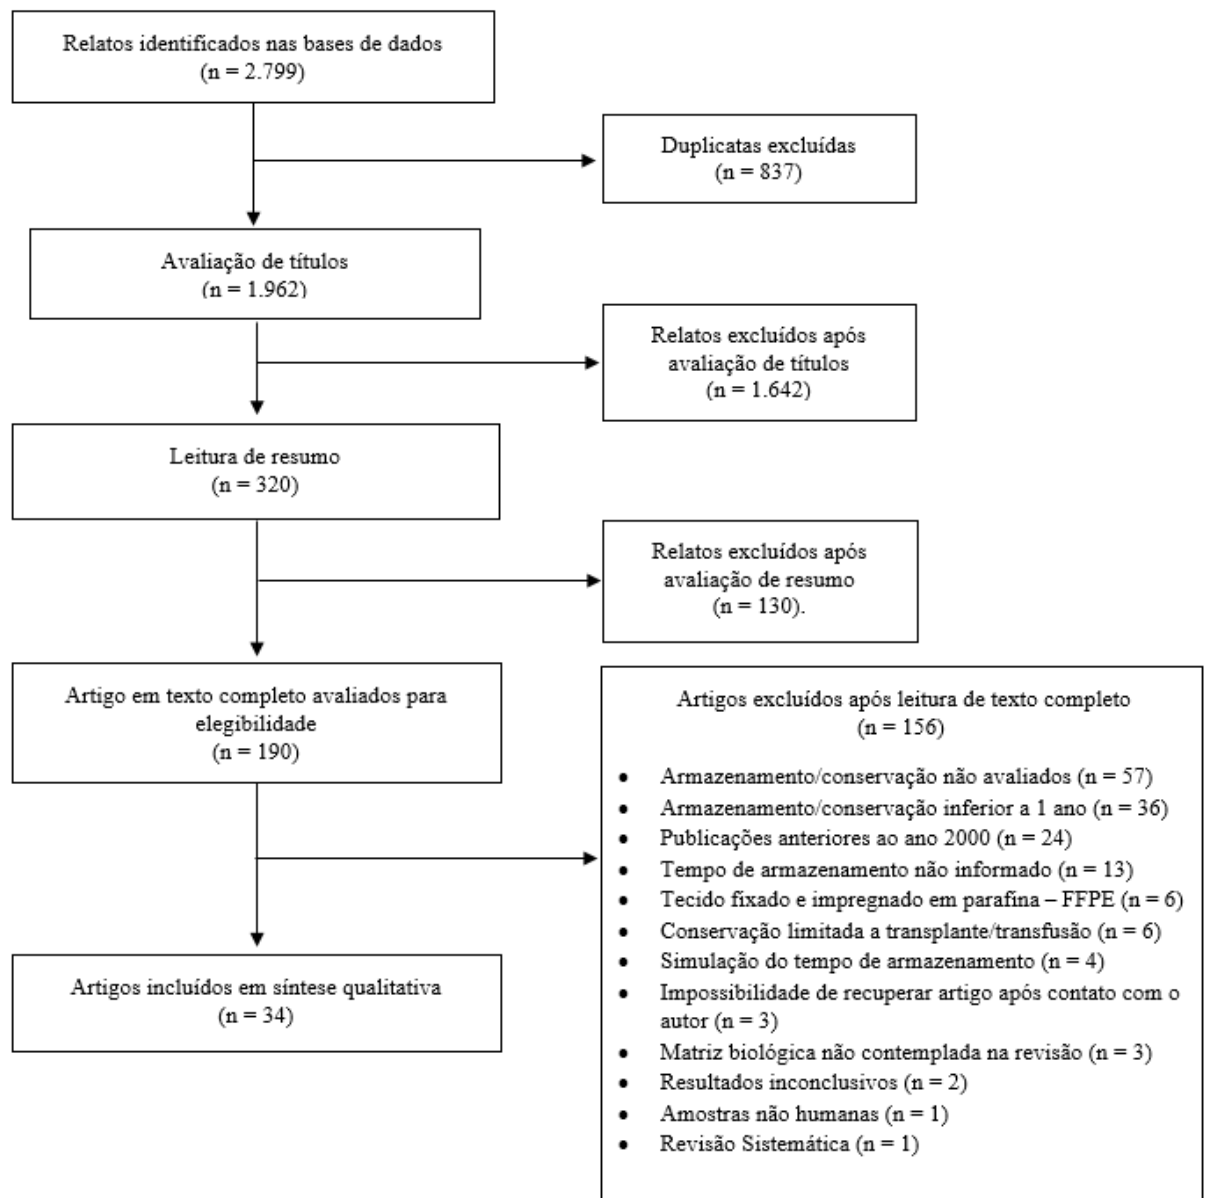 Relatos identificados nas bases de dados
(n = 2.799)
Duplicatas excluídas
(n = 837)
Avaliação de títulos
(n = 1.962)
Relatos excluídos após
avaliação de títulos
(n = 1.642)
Leitura de resumo
(n = 320)
Relatos excluídos após
avaliação de resumo
(n = 130).
Artigo em texto completo avaliados para
elegibilidade
(n = 190)
Artigos excluídos após leitura de texto completo
(n = 156)
• Armazenamento/conservação não avaliados (n = 57)
• Armazenamento/conservação inferior a 1 ano (n = 36)
• Publicações anteriores ao ano 2000 (n = 24)
• Tempo de armazenamento não informado (n = 13)
• Tecido fixado e impregnado em parafina – FFPE (n = 6)
• Conservação limitada a transplante/transfusão (n = 6)
• Simulação do tempo de armazenamento (n = 4)
• Impossibilidade de recuperar artigo após contato com o
autor (n = 3)
• Matriz biológica não contemplada na revisão (n = 3)
• Resultados inconclusivos (n = 2)
• Amostras não humanas (n = 1)
• Revisão Sistemática (n = 1)
Artigos incluídos em síntese qualitativa
(n = 34)